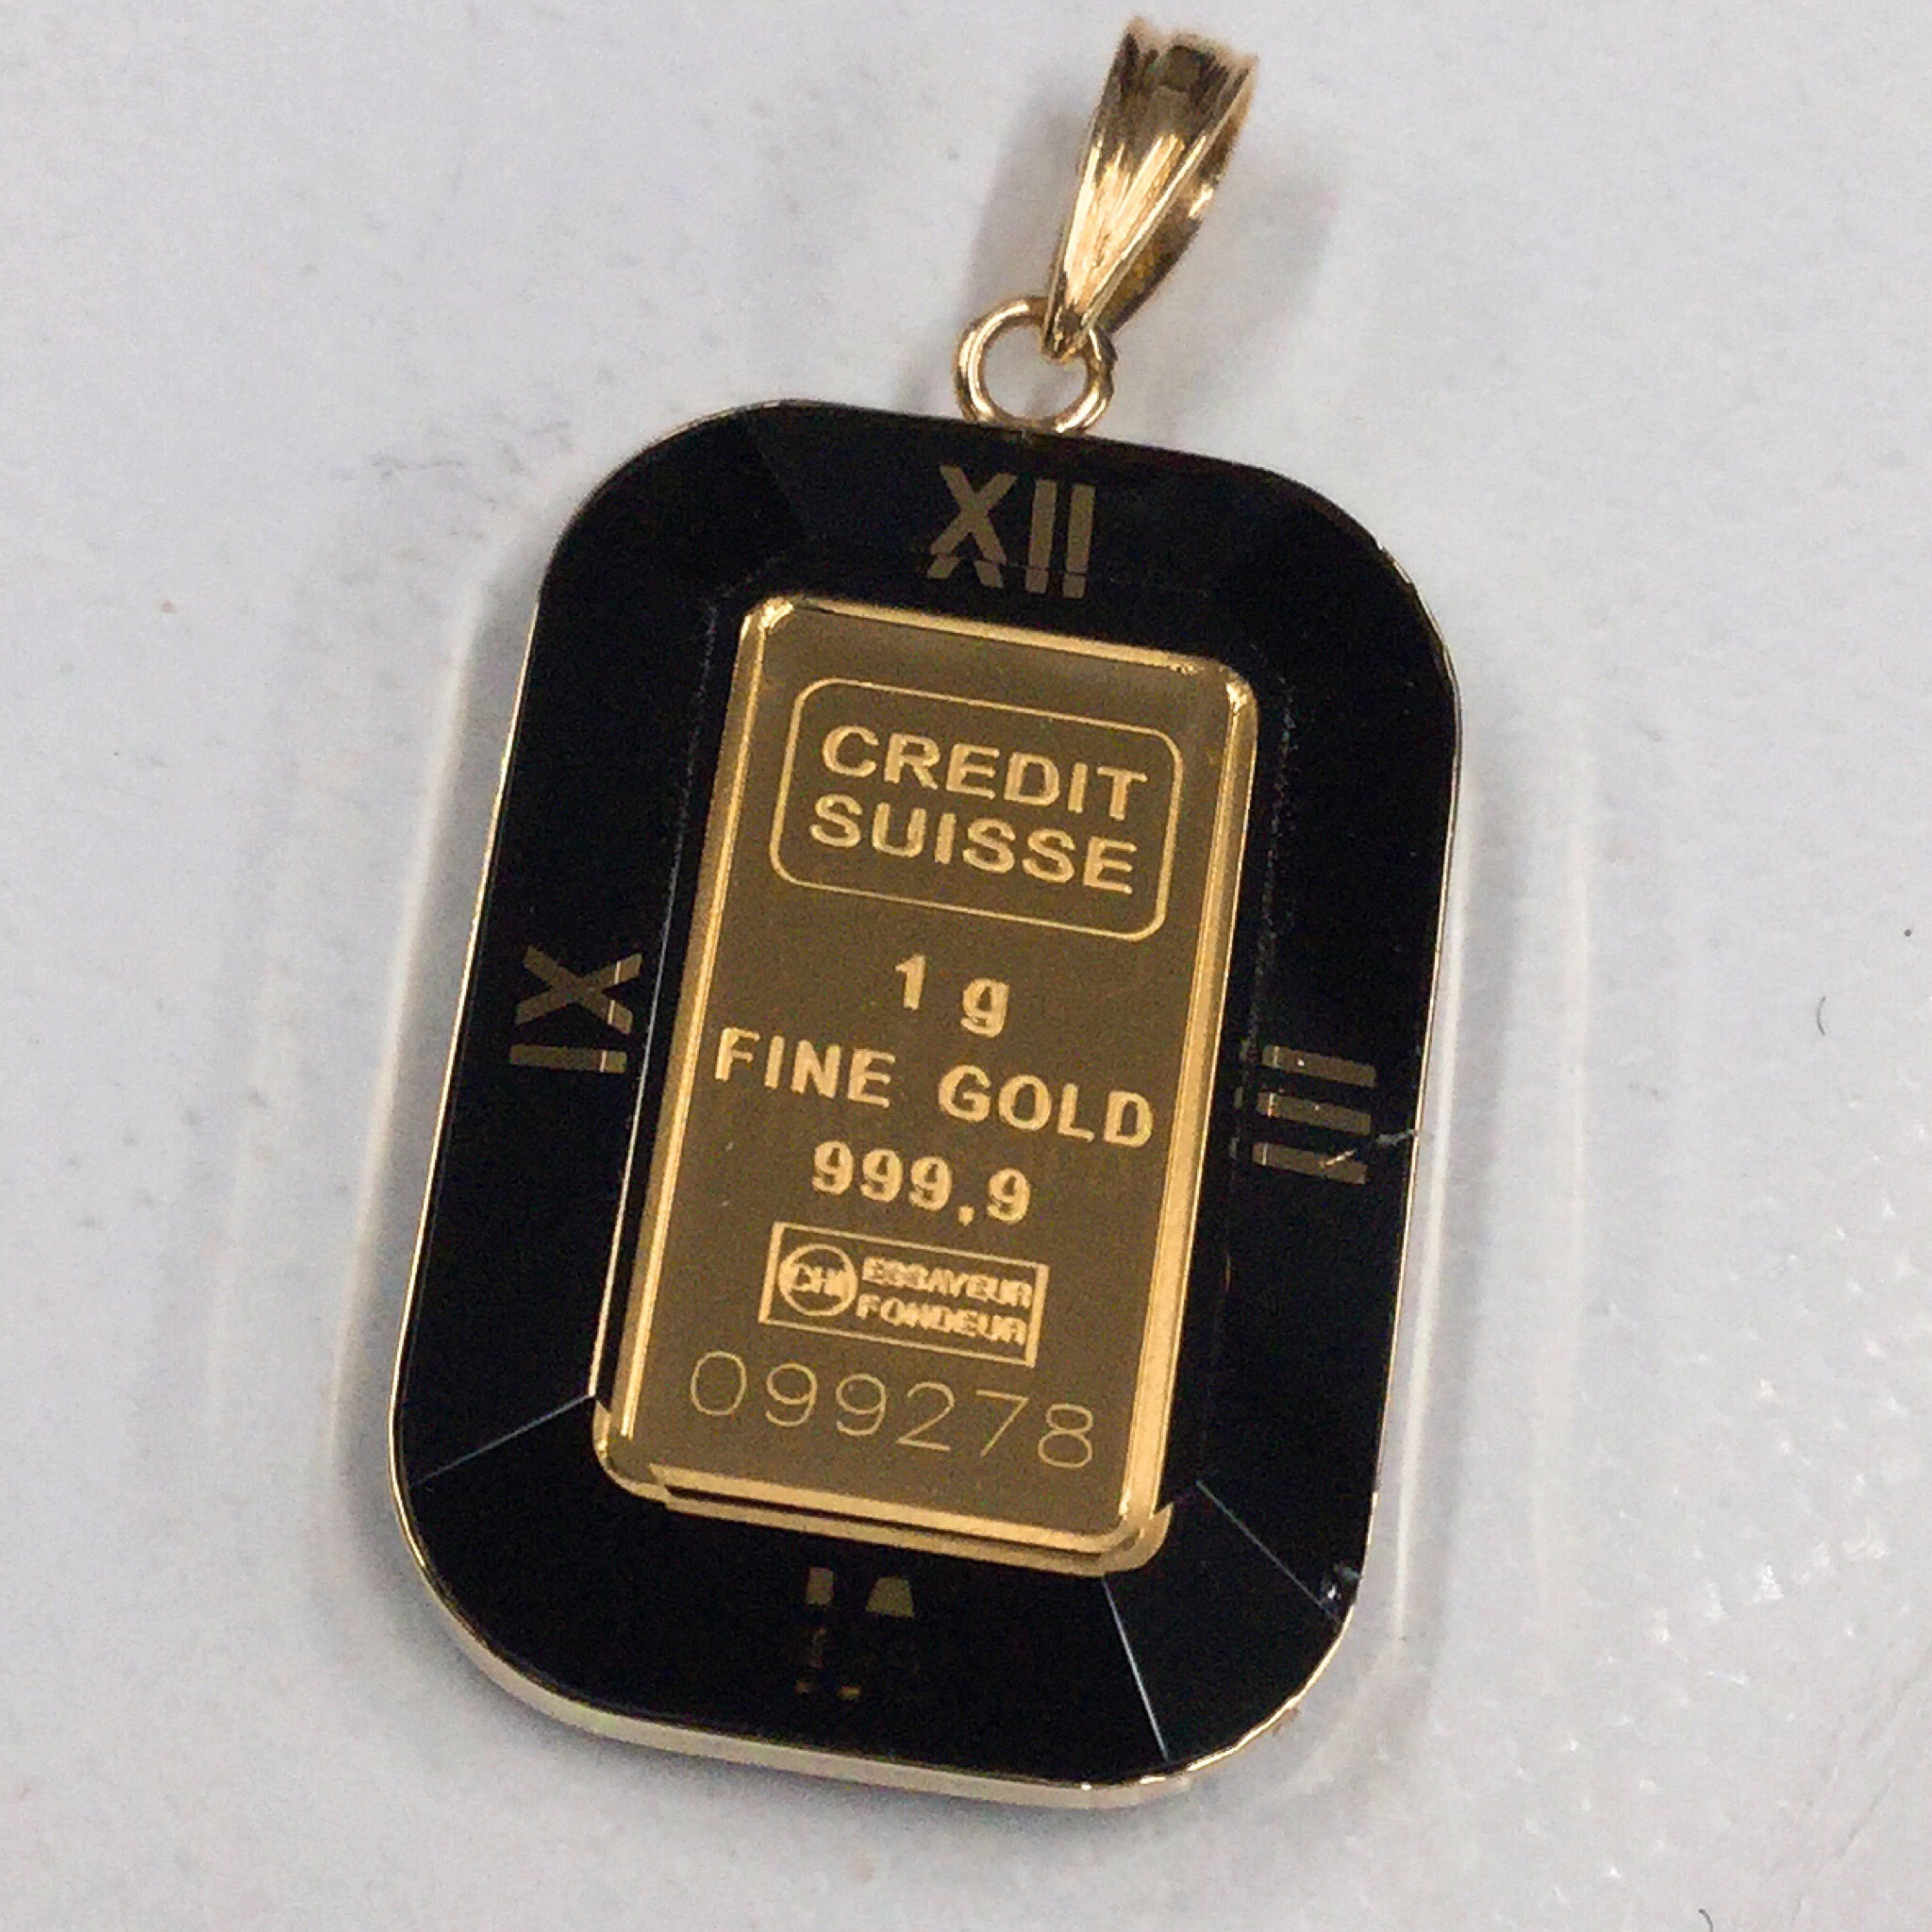 XII
CREDIT
SUISSE
IX
1 g
FINE GOLD
III
999,9
CHI ESSAYEUR
FONDEUR
099278